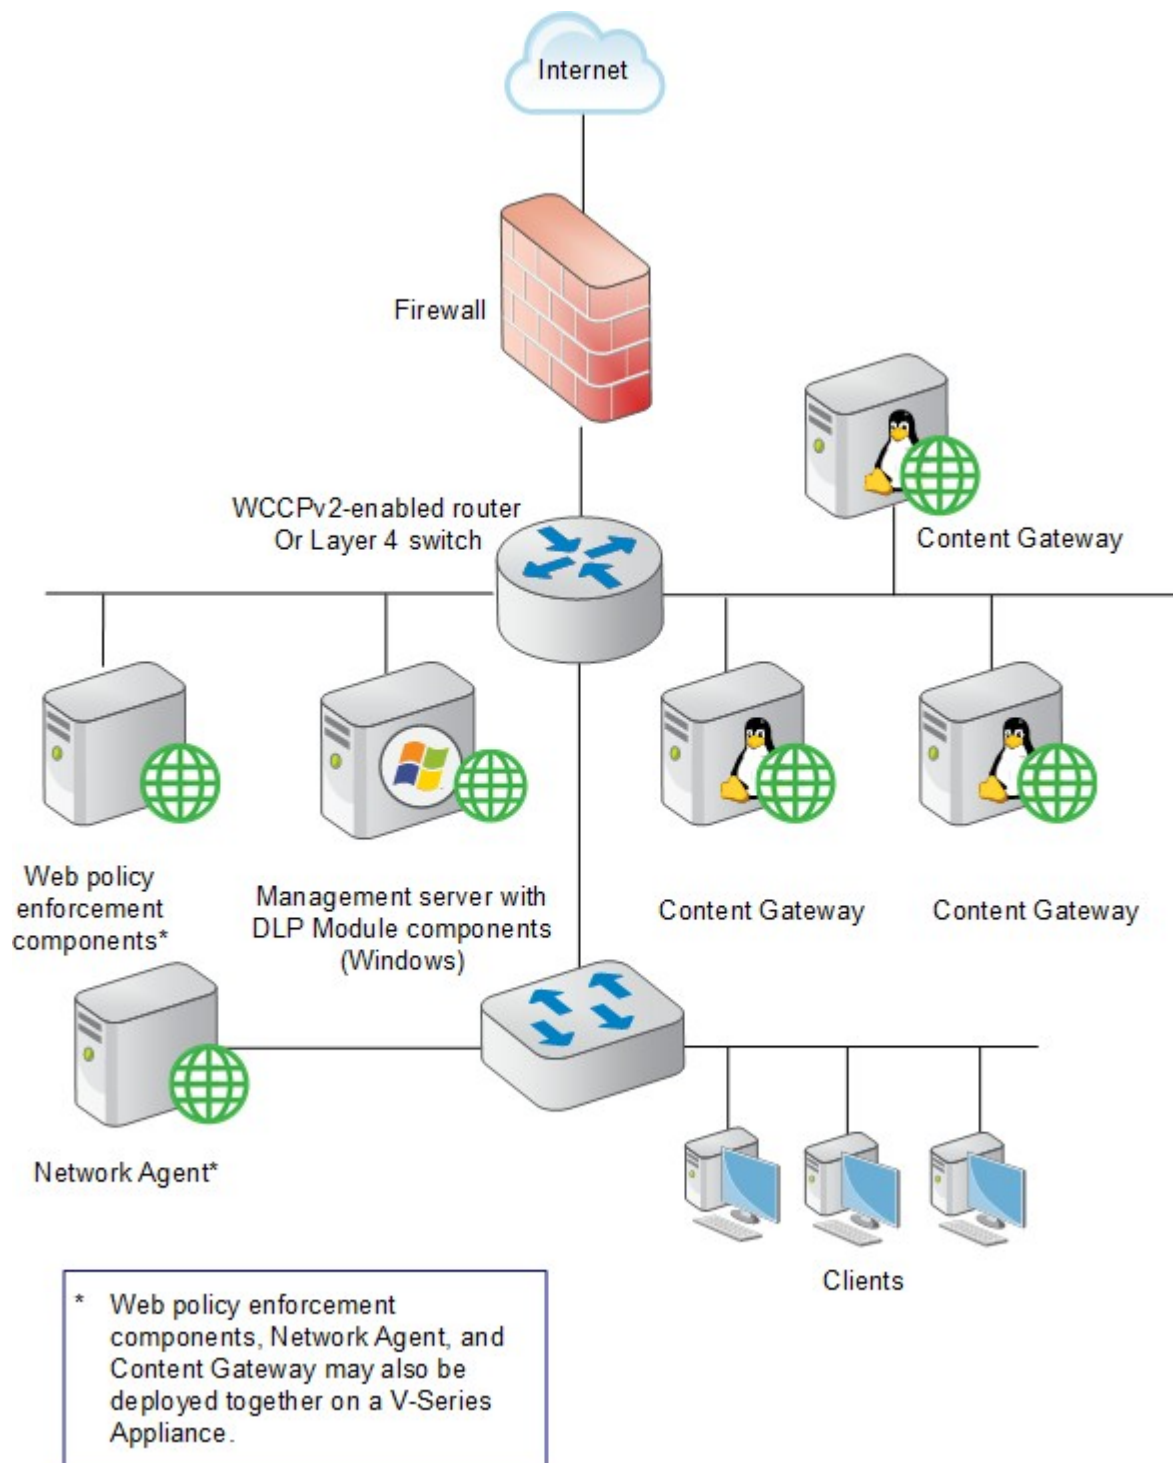 Internet
Firewall
WCCPv2-enabled router
Or Layer 4 switch
Content Gateway
Web policy
enforcement
components*
Management server with
DLP Module components
(Windows)
Content Gateway
Content Gateway
Network Agent*
Clients
* Web policy enforcement
components, Network Agent, and
Content Gateway may also be
deployed together on a V-Series
Appliance.